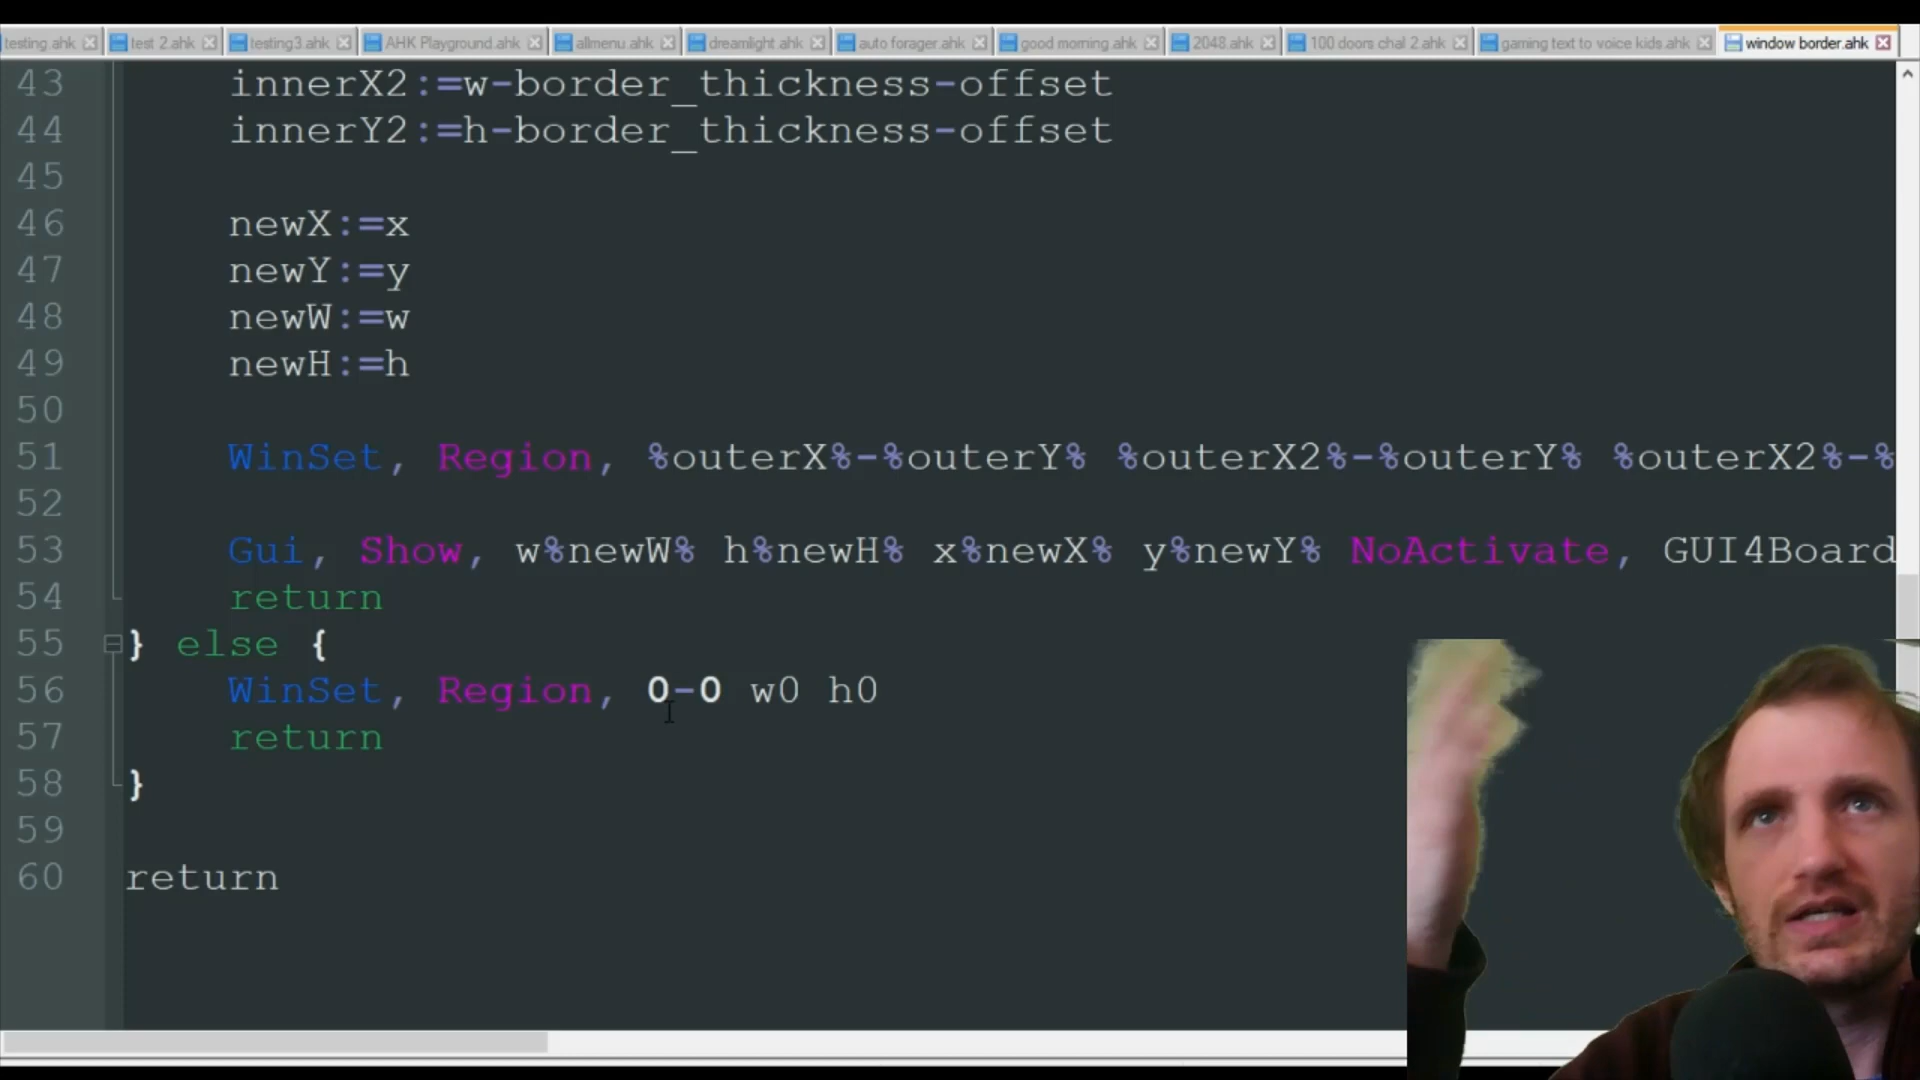 testing.ahk test 2.ahk testing3.ahk AHK Playground.ahk allmenu.ahk dreamlight.ahk auto forager.ahk good morning.ahk 2048.ahk 100 doors chal 2.ahk gaming text to voice kids.ahk window border.ahk
43 innerX2:=w-border_thickness-offset
44 innerY2:=h-border_thickness-offset
45
46 newX:=x
47 newY:=y
48 newW:=w
49 newH:=h
50
51 WinSet, Region, %outerX%-%outerY% %outerX2%-%outerY% %outerX2%-%
52
53 Gui, Show, w%newW% h%newH% x%newX% y%newY% NoActivate, GUI4Board
54 return
55 } else {
56 WinSet, Region, 0-0 w0 h0
57 return
58 }
59
60 return